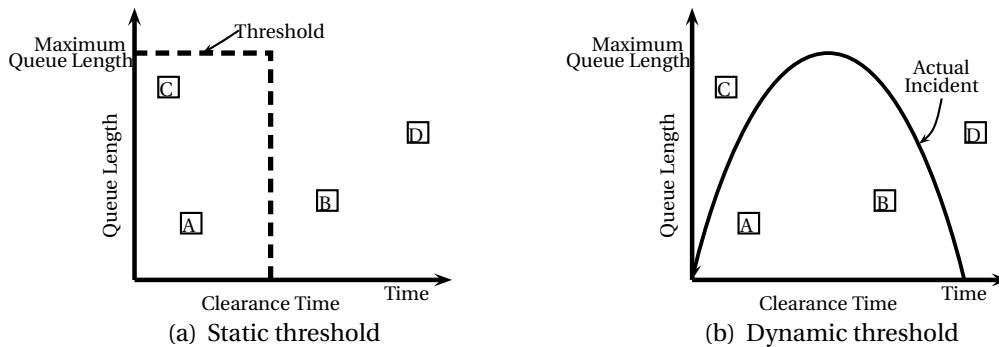 Maximum
Queue Length
Threshold
C
Queue Length
D
B
A
Time
Clearance Time
(a) Static threshold
Maximum
Queue Length
Actual
Incident
C
Queue Length
D
B
A
Time
Clearance Time
(b) Dynamic threshold